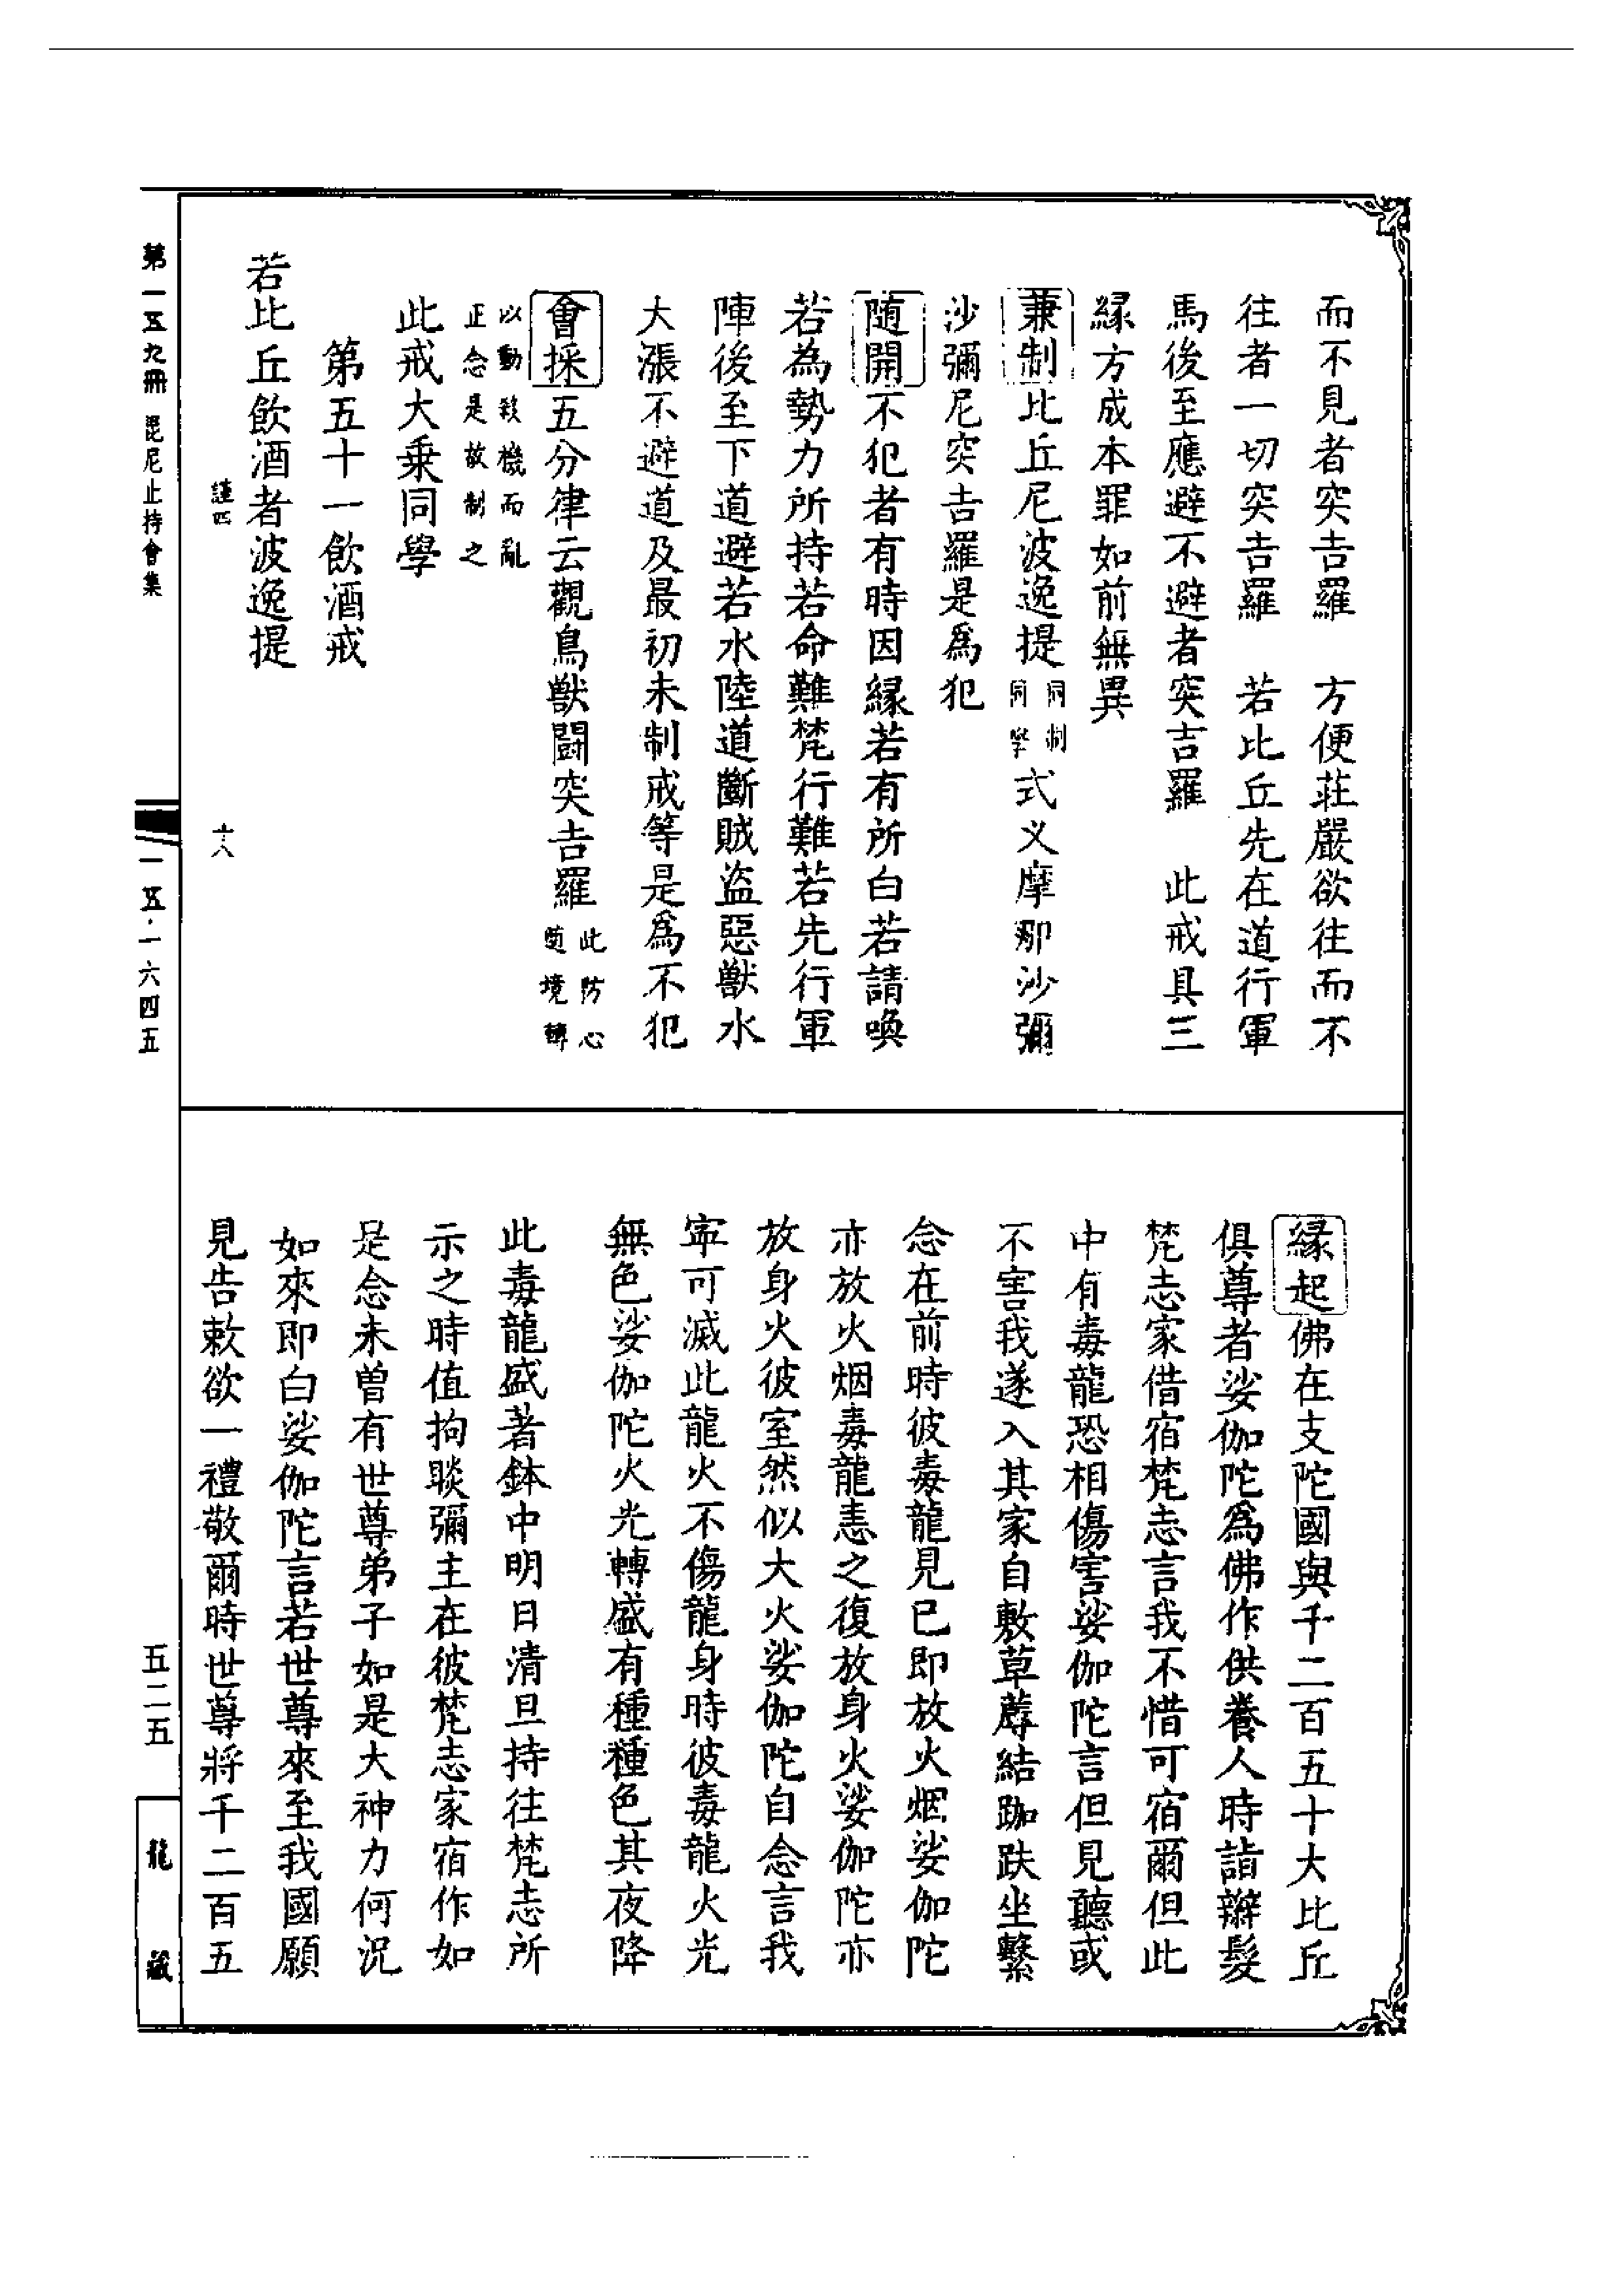 而不見者突吉羅　方便莊嚴欲往而不
往者一切突吉羅　若比丘先在道行軍
馬後至應避不避者突吉羅　此戒具三
緣方成本罪如前無異
兼制比丘尼波逸提同制同學式义摩那沙彌
沙彌尼突吉羅是爲犯
随開不犯者有時因緣若有所白若請喚
若為勢力所持若命難梵行難若先行軍
陣後至下道避若水陸道斷賊盜惡獸水
大漲不避道及最初未制戒等是爲不犯
會採五分律云觀鳥獸鬪突吉羅此防心隨境轉
以動殺機而亂正念是故制之
此戒大乘同學
第五十一飲酒戒
若比丘飲酒者波逸提
謹四
十八
緣起佛在支陀國與千二百五十大比丘
俱尊者娑伽陀爲佛作供養人時詣辮髮
梵志家借宿梵志言我不惜可宿爾但此
中有毒龍恐相傷害娑伽陀言但見聽或
不害我遂入其家自敷草蓐結跏趺坐繫
念在前時彼毒龍見已即放火烟娑伽陀
亦放火烟毒龍恚之復放身火娑伽陀亦
放身火彼室然似大火娑伽陀自念言我
寧可滅此龍火不傷龍身時彼毒龍火光
無色娑伽陀火光轉盛有種種色其夜降
此毒龍盛著鉢中明日清旦持往梵志所
示之時值拘睒彌主在彼梵志家宿作如
是念未曾有世尊弟子如是大神力何況
如來即白娑伽陀言若世尊來至我國願
見告敕欲一禮敬爾時世尊將千二百五
第一五九冊　毘尼止持會集
一五·一六四五
五二五
龍藏